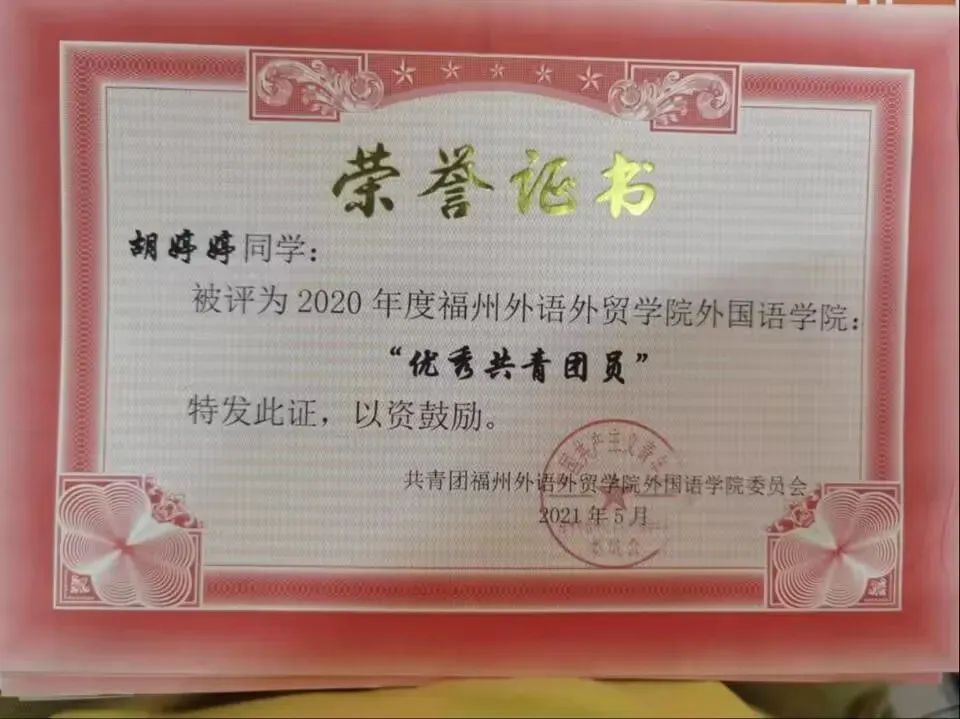 荣誉证书
胡婷婷同学：
被评为2020年度福州外语外贸学院外国语学院：
“优秀共青团员”
特发此证，以资鼓励。
共青团福州外语外贸学院外国语学院委员会
2021年5月